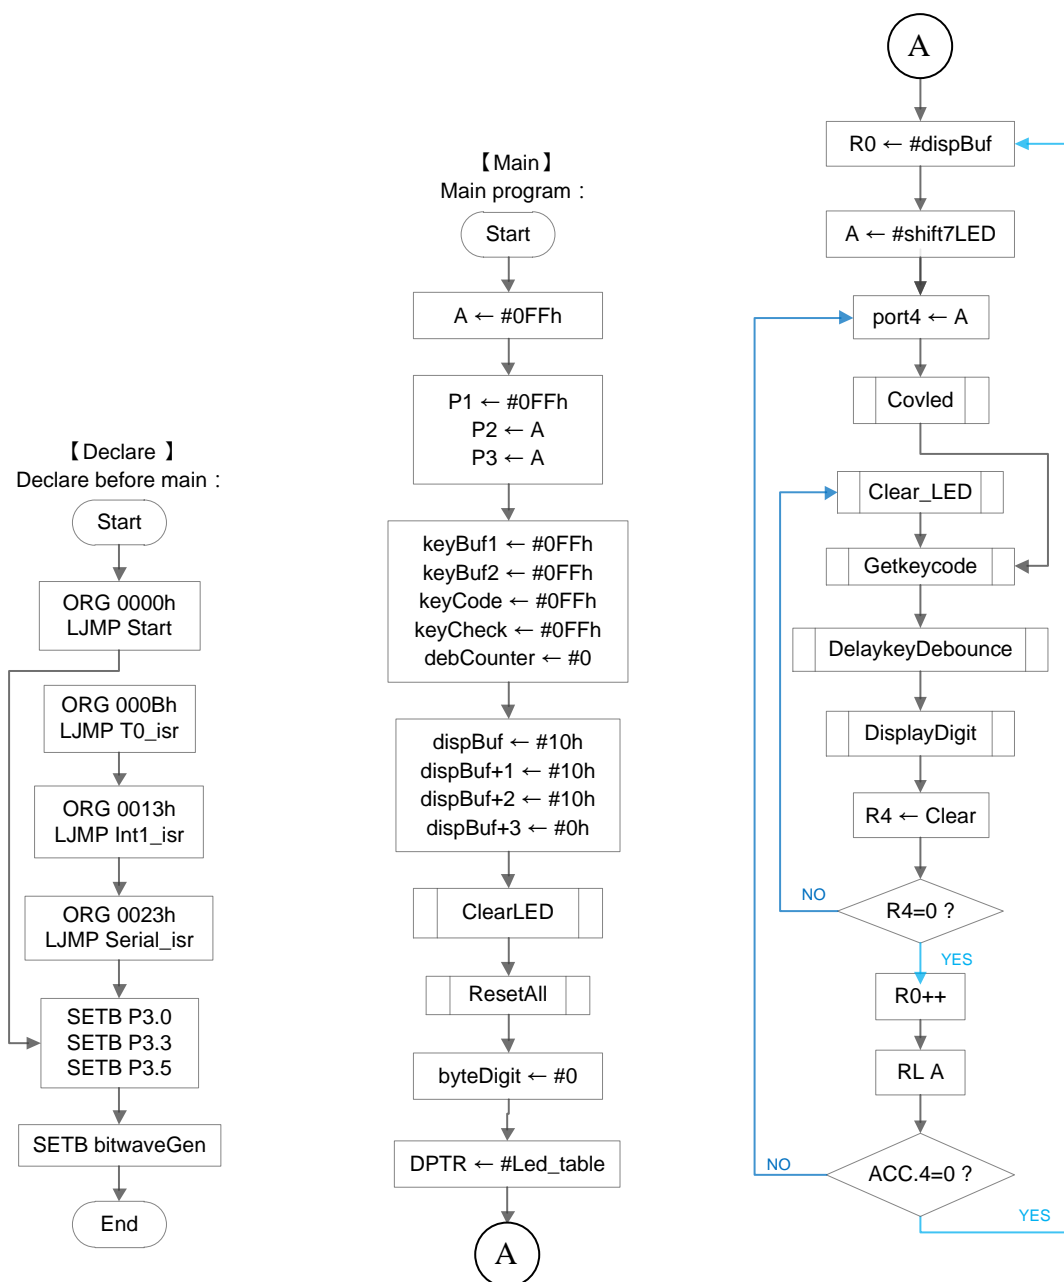 【Declare 】
Declare before main :
Start
ORG 0000h
LJMP Start
ORG 000Bh
LJMP T0_isr
ORG 0013h
LJMP Int1_isr
ORG 0023h
LJMP Serial_isr
SETB P3.0
SETB P3.3
SETB P3.5
SETB bitwaveGen
End
【Main】
Main program :
Start
A ← #0FFh
P1 ← #0FFh
P2 ← A
P3 ← A
keyBuf1 ← #0FFh
keyBuf2 ← #0FFh
keyCode ← #0FFh
keyCheck ← #0FFh
debCounter ← #0
dispBuf ← #10h
dispBuf+1 ← #10h
dispBuf+2 ← #10h
dispBuf+3 ← #0h
ClearLED
ResetAll
byteDigit ← #0
DPTR ← #Led_table
A
A
R0 ← #dispBuf
A ← #shift7LED
port4 ← A
Covled
Clear_LED
Getkeycode
DelaykeyDebounce
DisplayDigit
R4 ← Clear
NO
R4=0 ?
YES
R0++
RL A
NO
ACC.4=0 ?
YES